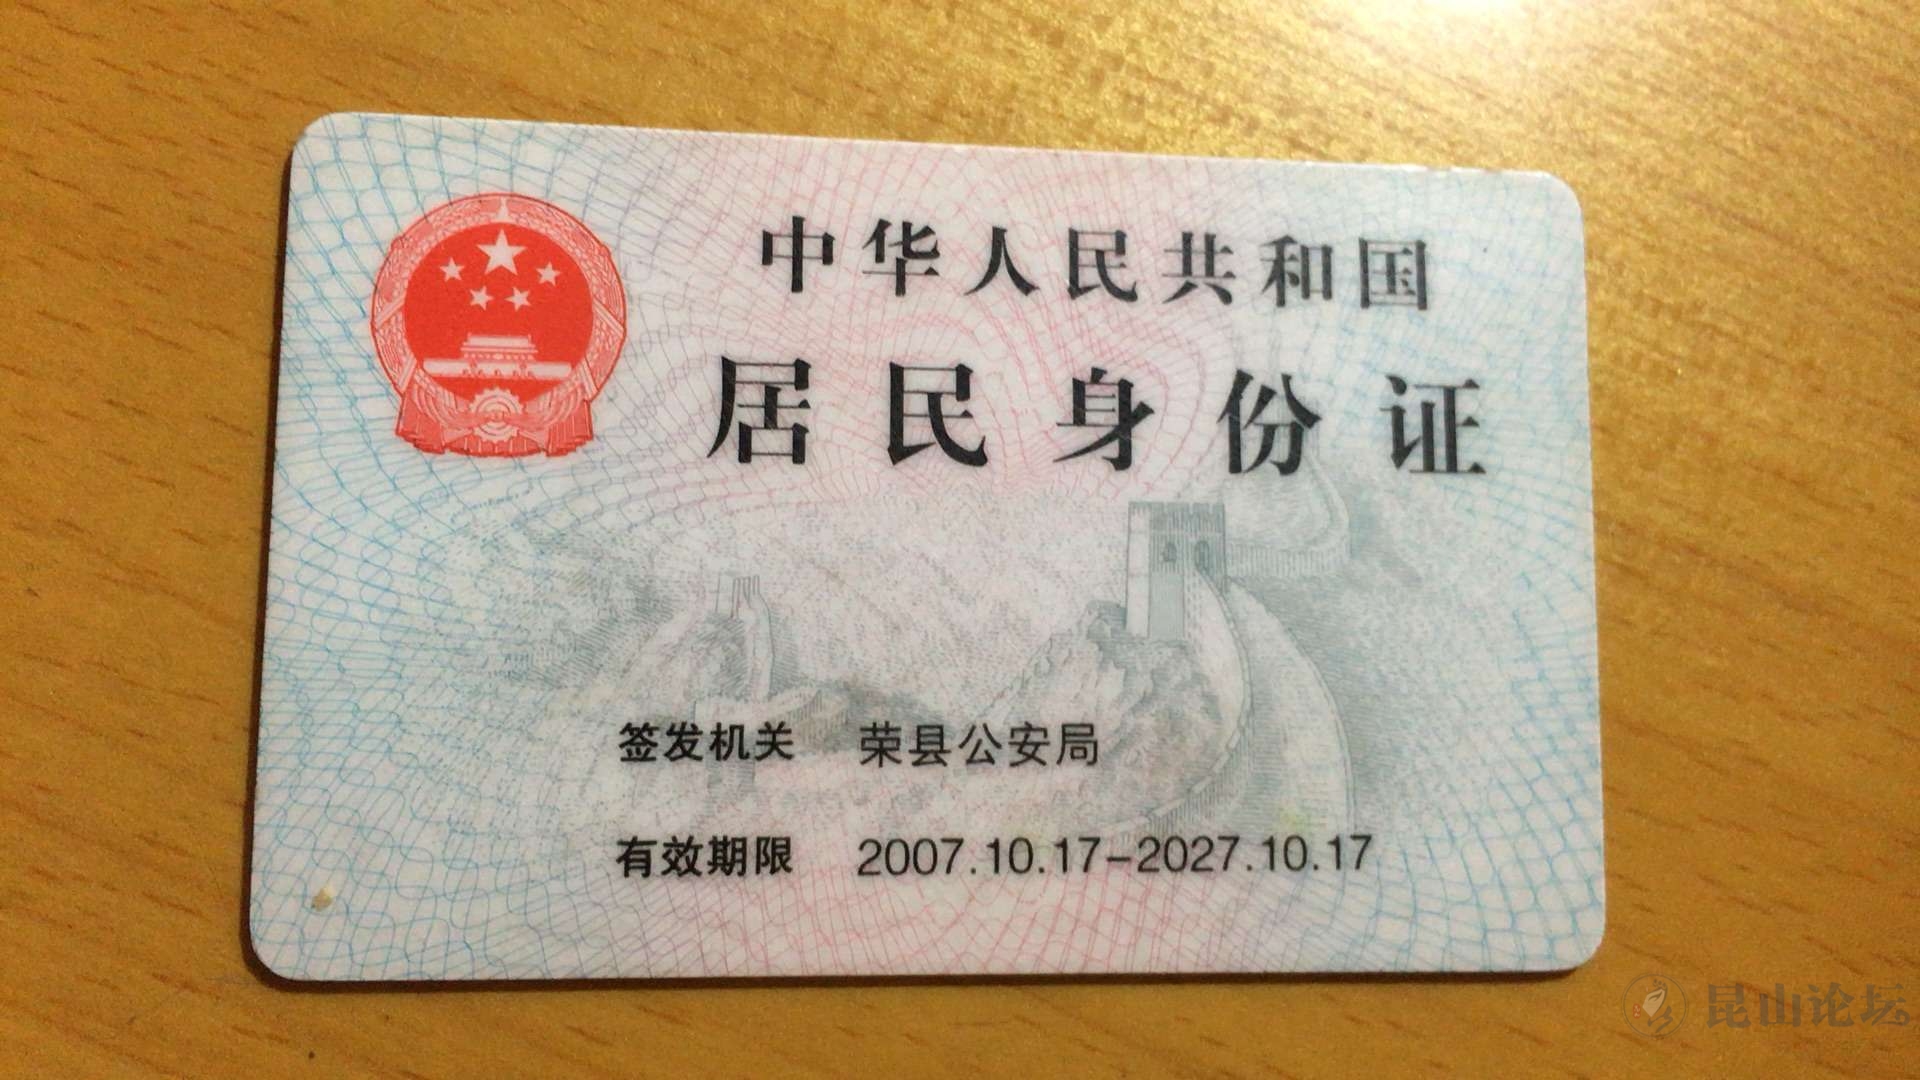 中华人民共和国
居民身份证
签发机关 荣县公安局
有效期限 2007.10.17-2027.10.17
昆山论坛